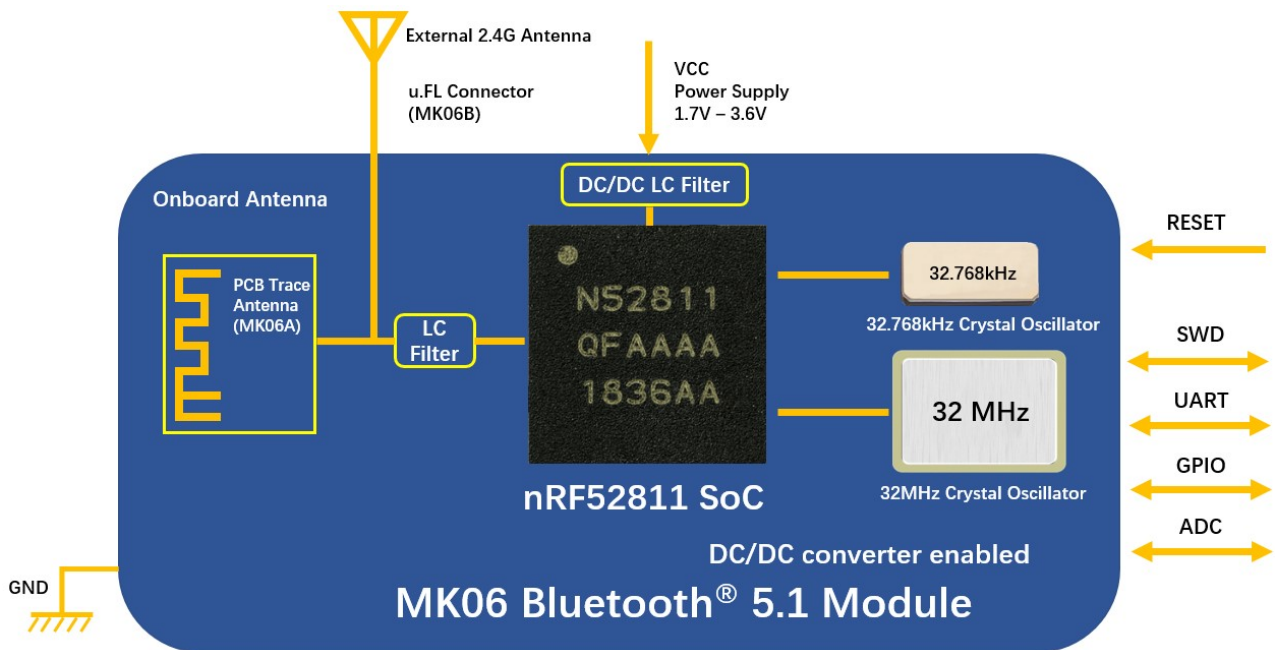 External 2.4G Antenna
u.FL Connector
(MK06B)
VCC
Power Supply
1.7V – 3.6V
DC/DC LC Filter
Onboard Antenna
PCB Trace
Antenna
(MK06A)
LC
Filter
N52811
QFAAAA
1836AA
nRF52811 SoC
32.768kHz
32.768kHz Crystal Oscillator
32 MHz
32MHz Crystal Oscillator
RESET
SWD
UART
GPIO
ADC
DC/DC converter enabled
GND
MK06 Bluetooth® 5.1 Module